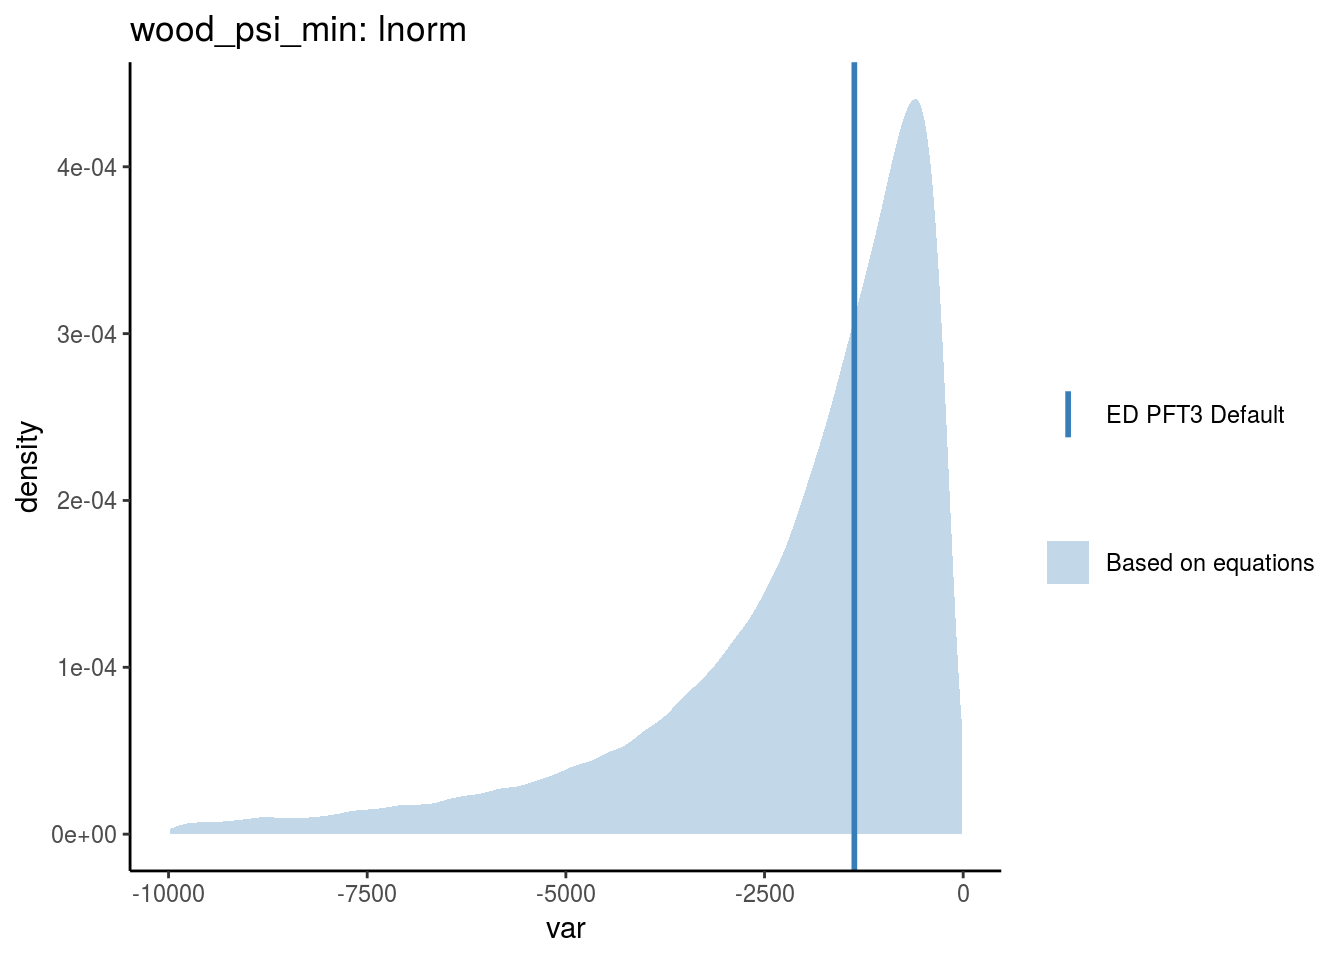 wood_psi_min: lnorm
density
4e-04
3e-04
2e-04
1e-04
0e+00
-10000
-7500
-5000
-2500
0
var
ED PFT3 Default
Based on equations